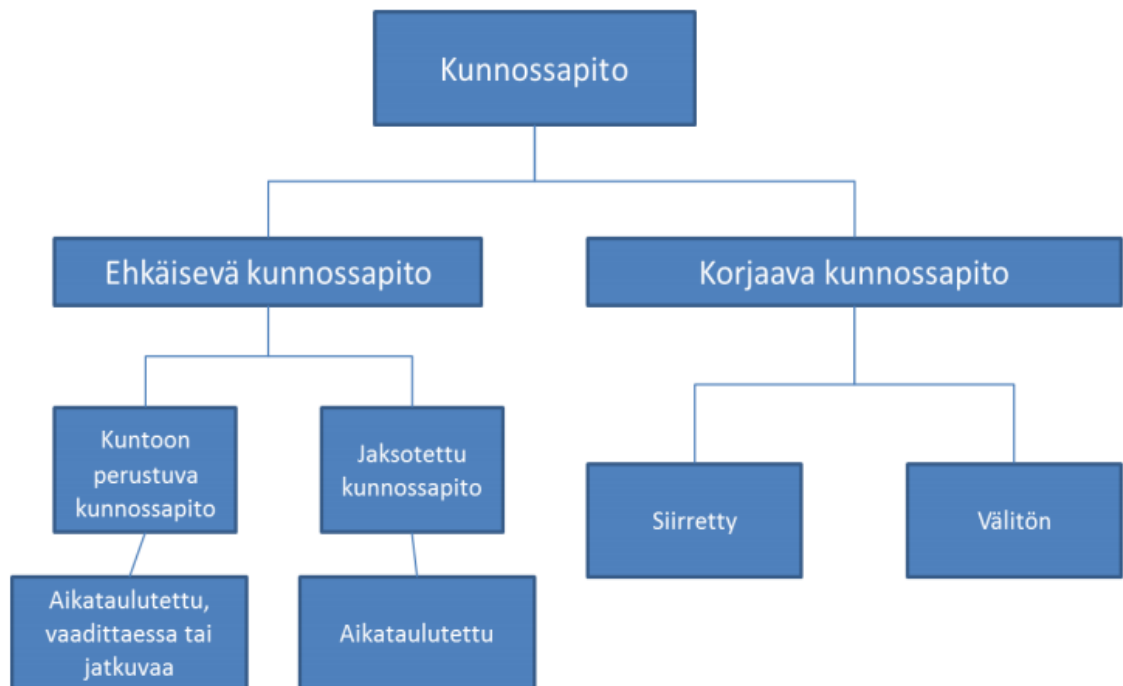 Kunnossapito
Ehkäisevä kunnossapito
Korjaava kunnossapito
Kuntoon
perustuva
kunnossapito
Jaksotettu
kunnossapito
Siirretty
Välitön
Aikataulutettu,
vaadittaessa tai
jatkuvaa
Aikataulutettu